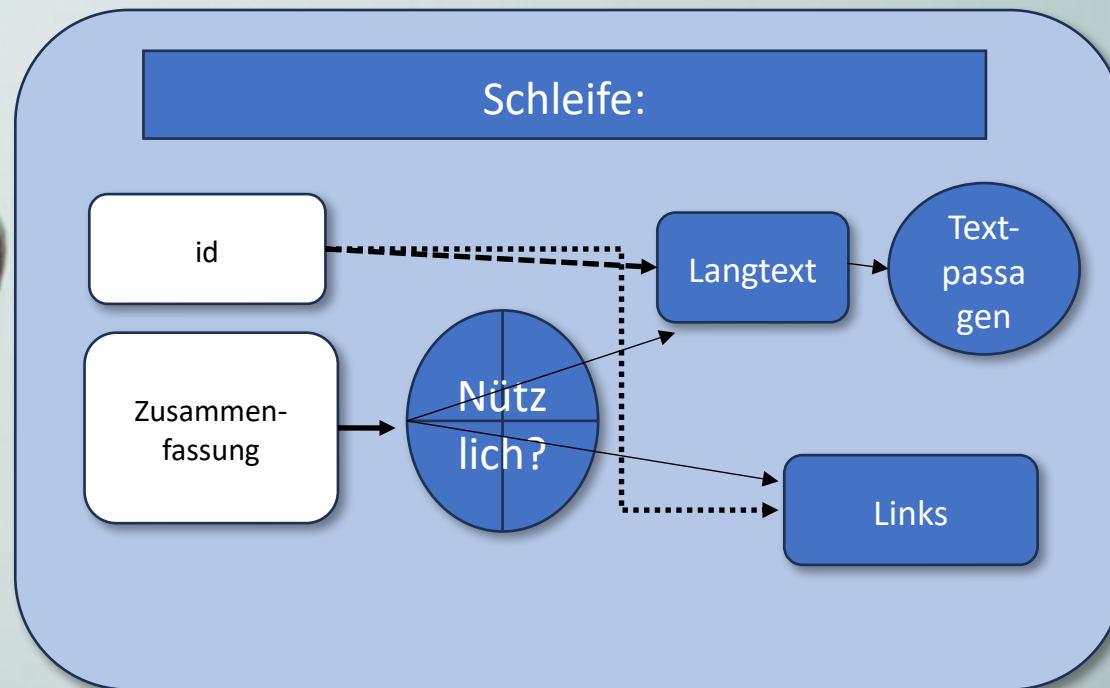 Schleife:
id
Langtext
Text-
passa
gen
Zusammen-
fassung
Nütz
lich?
Links